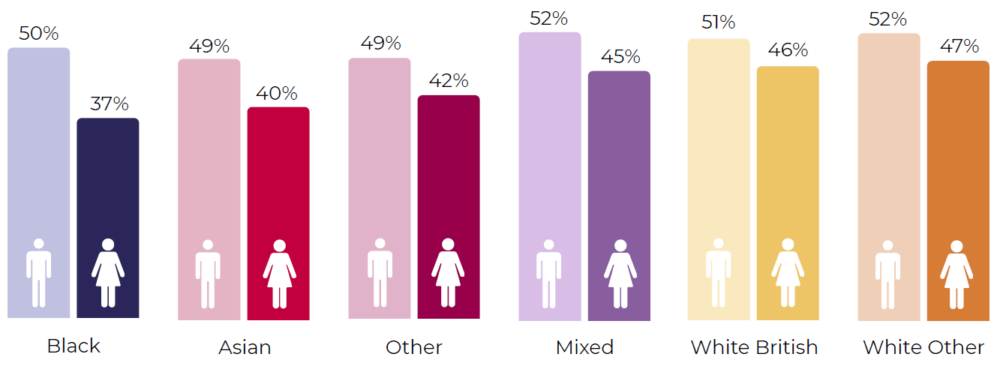 50%
37%
Black
49%
40%
Asian
49%
42%
Other
52%
45%
Mixed
51%
46%
White British
52%
47%
White Other